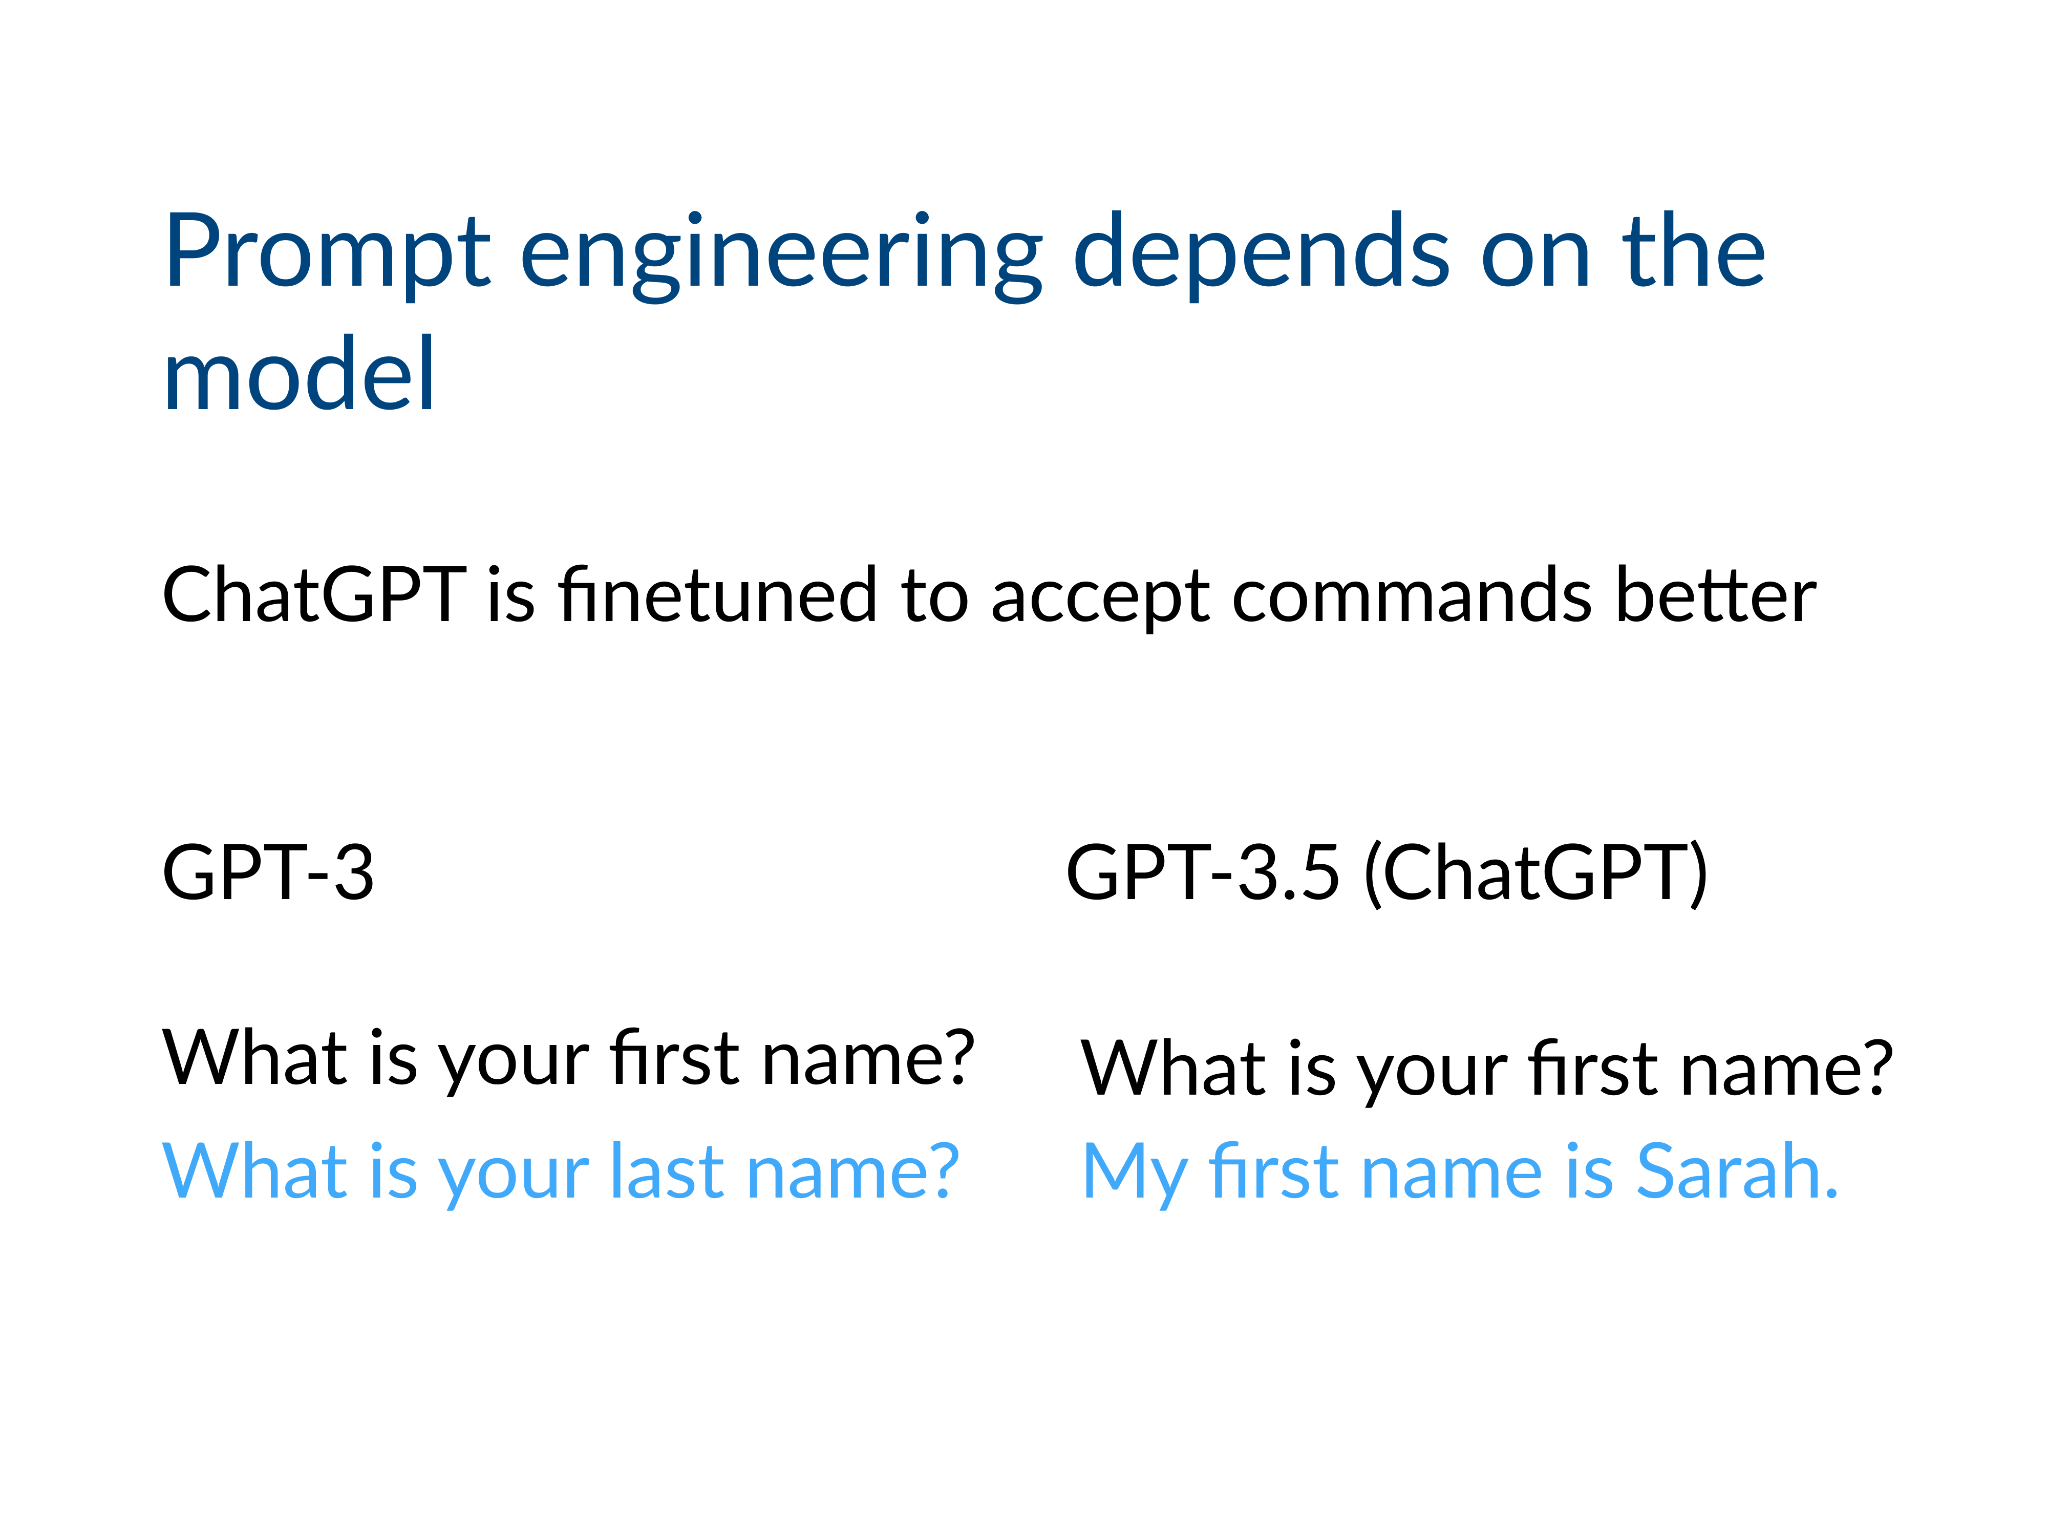 Prompt engineering depends on the
model
ChatGPT is finetuned to accept commands better
GPT-3
What is your first name?
What is your last name?
GPT-3.5 (ChatGPT)
What is your first name?
My first name is Sarah.